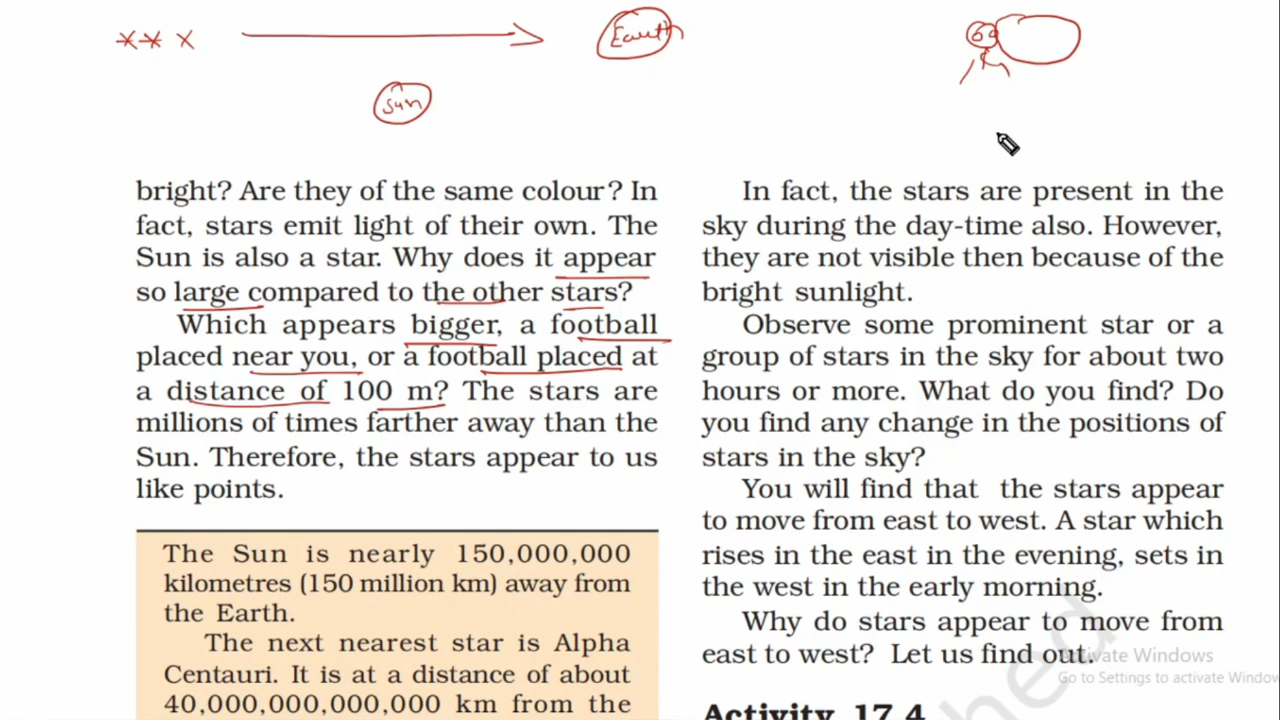 Earth
Sun
bright? Are they of the same colour? In
fact, stars emit light of their own. The
Sun is also a star. Why does it appear
so large compared to the other stars?
Which appears bigger, a football
placed near you, or a football placed at
a distance of 100 m? The stars are
millions of times farther away than the
Sun. Therefore, the stars appear to us
like points.
The Sun is nearly 150,000,000
kilometres (150 million km) away from
the Earth.
The next nearest star is Alpha
Centauri. It is at a distance of about
40,000,000,000,000 km from the
In fact, the stars are present in the
sky during the day-time also. However,
they are not visible then because of the
bright sunlight.
Observe some prominent star or a
group of stars in the sky for about two
hours or more. What do you find? Do
you find any change in the positions of
stars in the sky?
You will find that the stars appear
to move from east to west. A star which
rises in the east in the evening, sets in
the west in the early morning.
Why do stars appear to move from
east to west? Let us find out.
Activity 17.4
Activate Windows
Go to Settings to activate Window